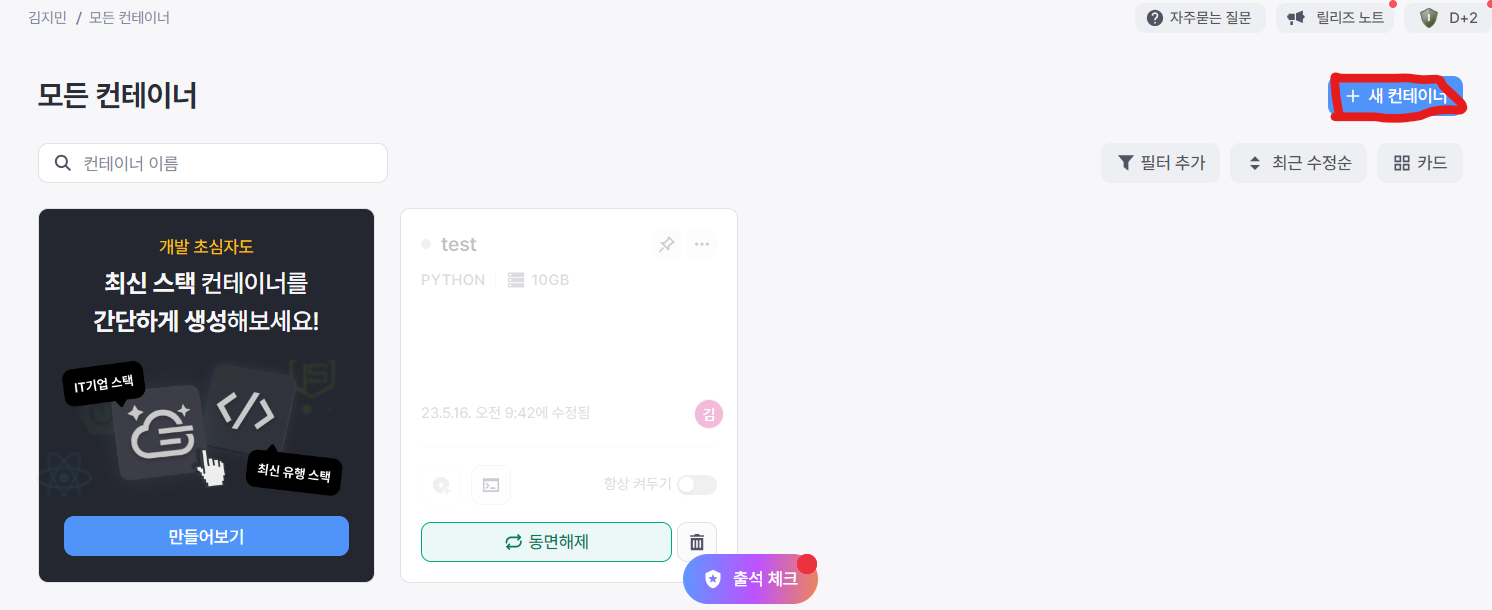 김지민 / 모든 컨테이너
자주묻는 질문
릴리즈 노트
D+2
모든 컨테이너
+ 새 컨테이너
컨테이너 이름
필터 추가
최근 수정순
카드
개발 초심자도
최신 스택 컨테이너를
간단하게 생성해보세요!
IT기업 스택
JS
최신 유행 스택
만들어보기
test
PYTHON
10GB
23.5.16. 오전 9:42에 수정됨
김
항상 켜두기
동면해제
출석 체크